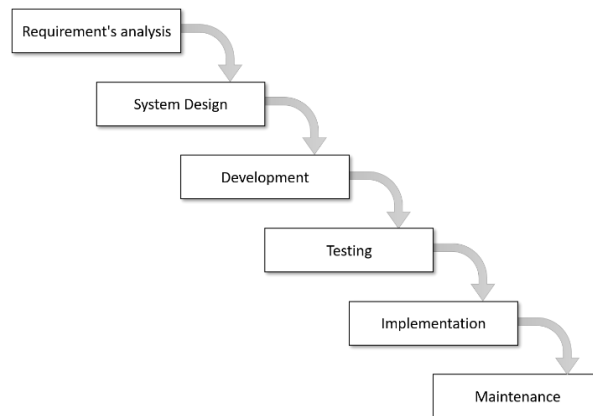 Requirement's analysis
System Design
Development
Testing
Implementation
Maintenance